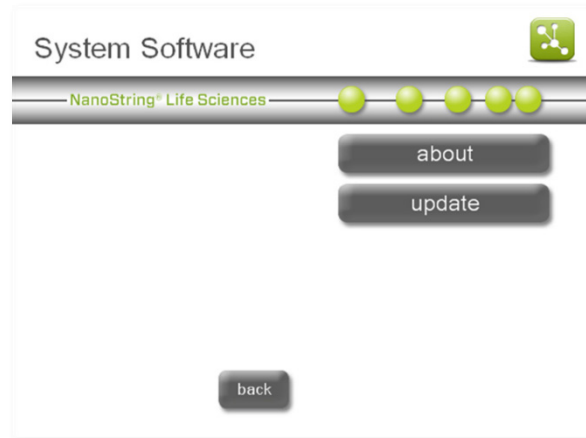 System Software
NanoString® Life Sciences
about
update
back